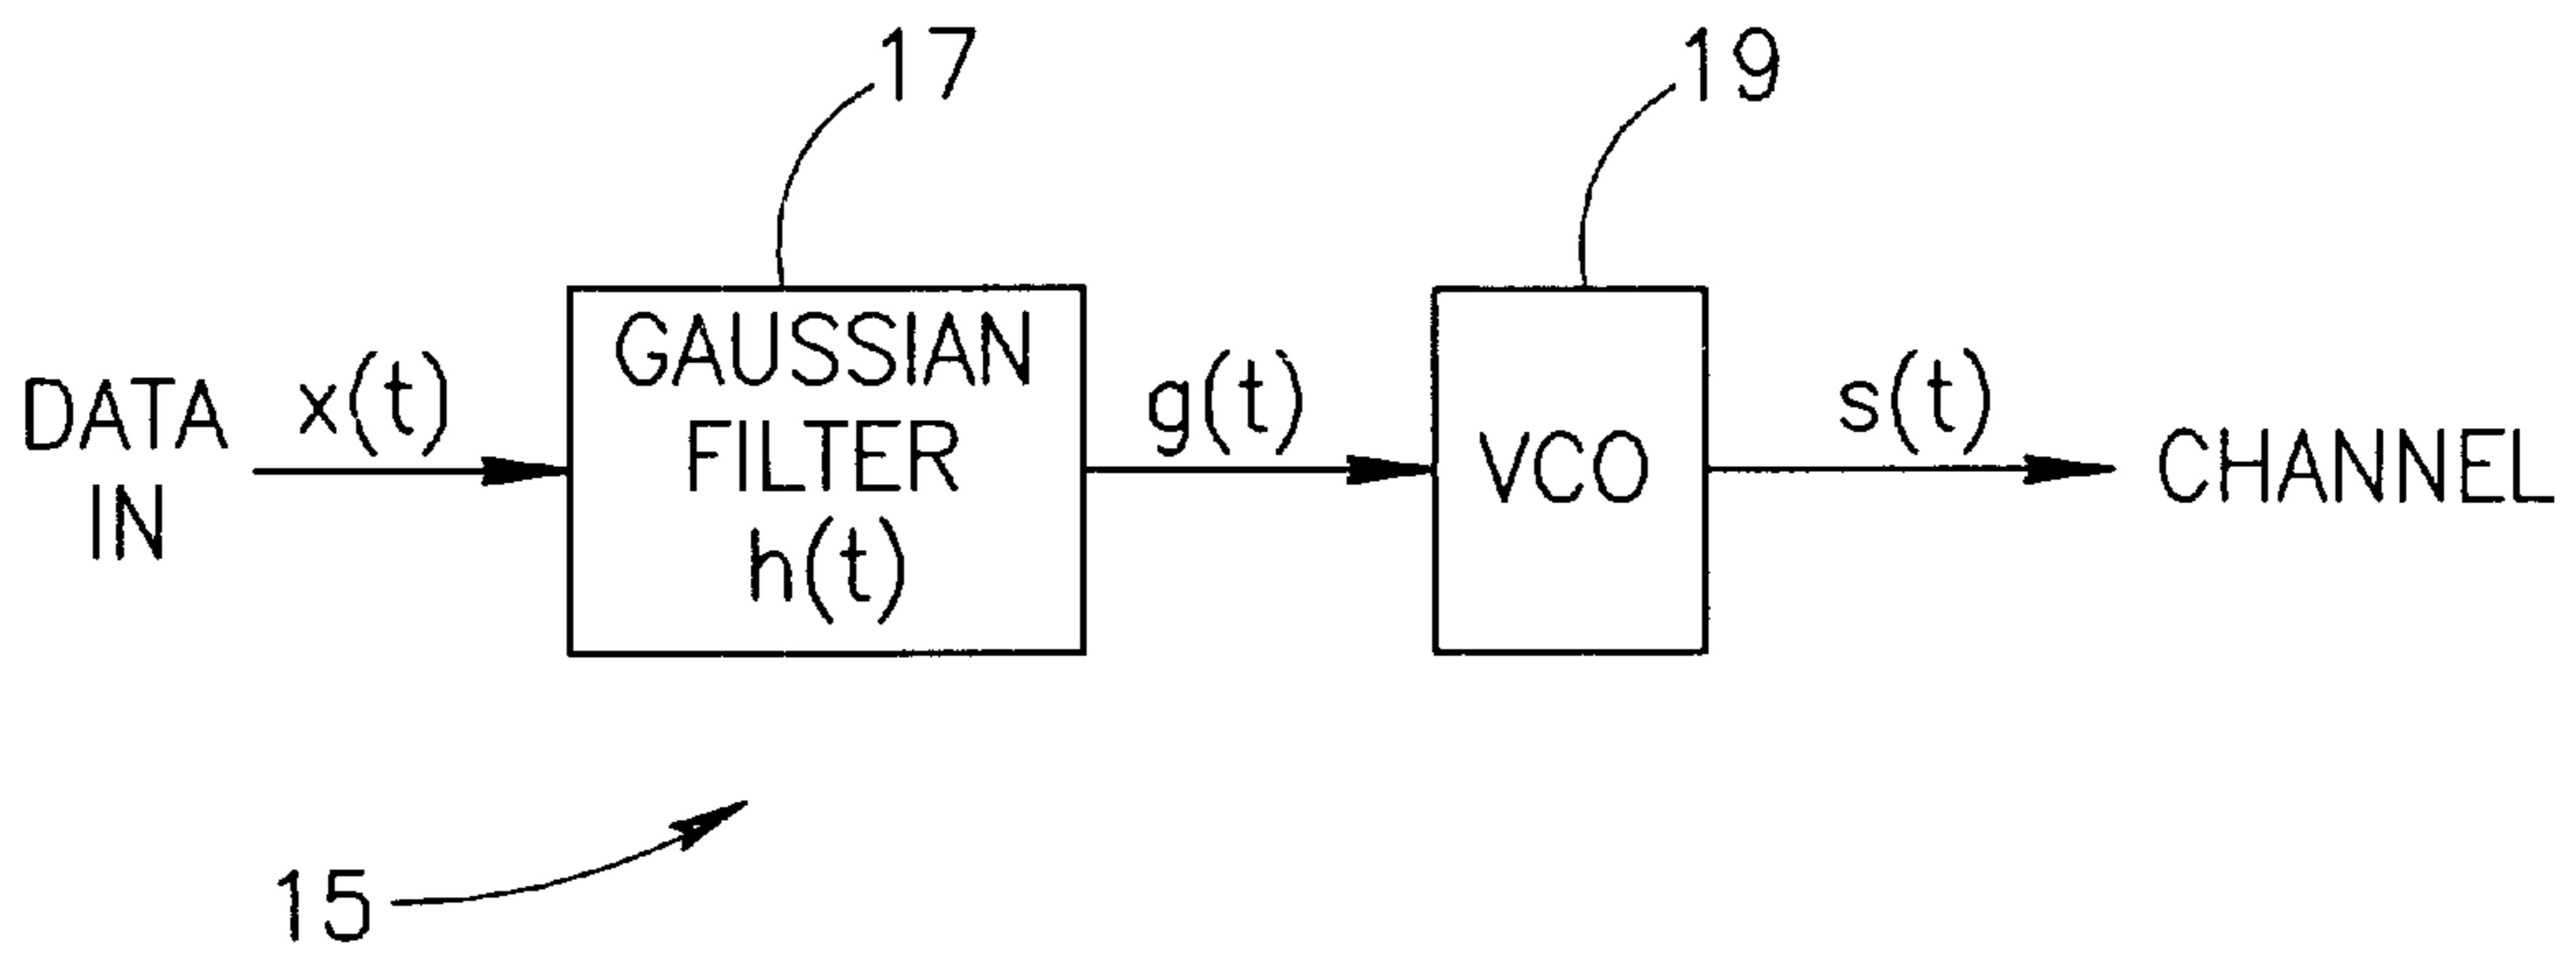 17
19
DATA
IN
x(t)
GAUSSIAN
FILTER
h(t)
g(t)
VCO
s(t)
CHANNEL
15